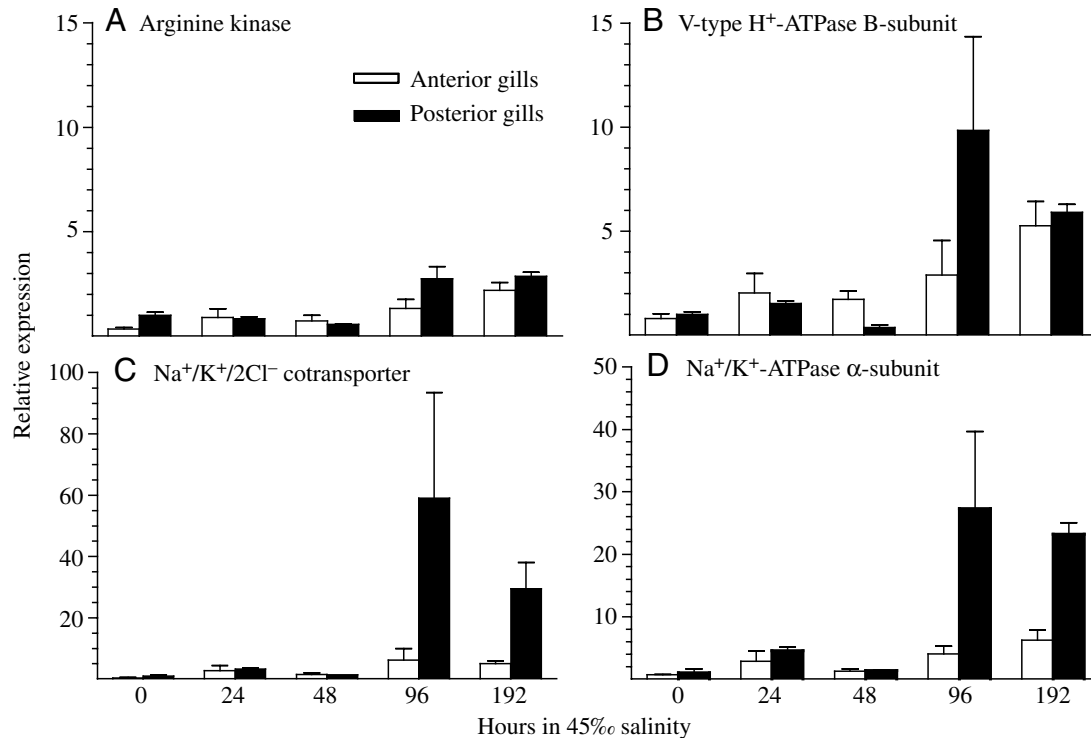 A Arginine kinase
15
10
5
Anterior gills
Posterior gills
B V-type H⁺-ATPase B-subunit
15
10
5
Relative expression
C Na⁺/K⁺/2Cl⁻ cotransporter
100
80
60
40
20
0 24 48 96 192
D Na⁺/K⁺-ATPase α-subunit
50
40
30
20
10
0 24 48 96 192
Hours in 45‰ salinity